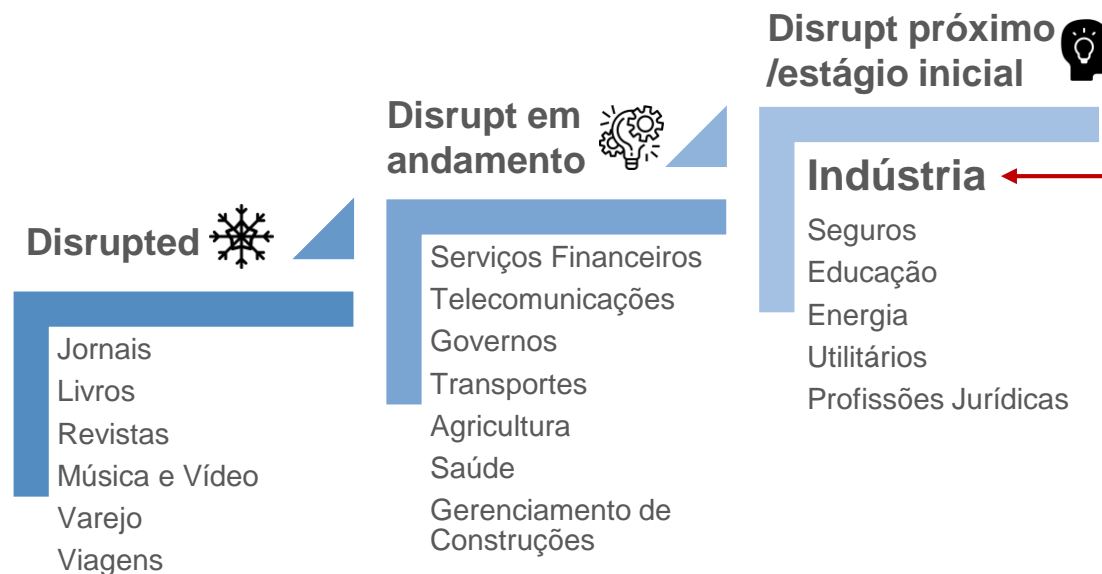 Disrupted
Jornais
Livros
Revistas
Música e Vídeo
Varejo
Viagens
Disrupt em
andamento
Serviços Financeiros
Telecomunicações
Governos
Transportes
Agricultura
Saúde
Gerenciamento de
Construções
Disrupt próximo
/estágio inicial
Indústria
Seguros
Educação
Energia
Utilitários
Profissões Jurídicas